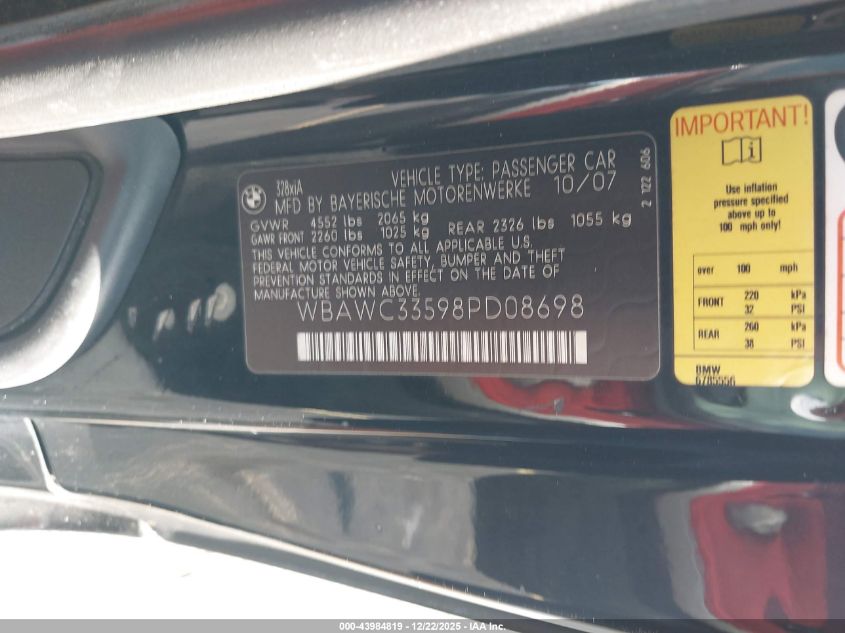 BMW
328xiA
VEHICLE TYPE: PASSENGER CAR
MFD BY BAYERISCHE MOTORENWERKE 10/07
GVWR 4552 lbs 2065 kg
GAWR FRONT 2260 lbs 1025 kg REAR 2326 lbs 1055 kg
THIS VEHICLE CONFORMS TO ALL APPLICABLE U.S.
FEDERAL MOTOR VEHICLE SAFETY, BUMPER AND THEFT
PREVENTION STANDARDS IN EFFECT ON THE DATE OF
MANUFACTURE SHOWN ABOVE.
WBAWC33598PD08698
2 122 606
IMPORTANT!
Use inflation
pressure specified
above up to
100 mph only!
over 100 mph
FRONT 220 kPa
32 PSI
REAR 260 kPa
38 PSI
BMW
6785556
000-43984819 - 12/22/2025 - IAA Inc.